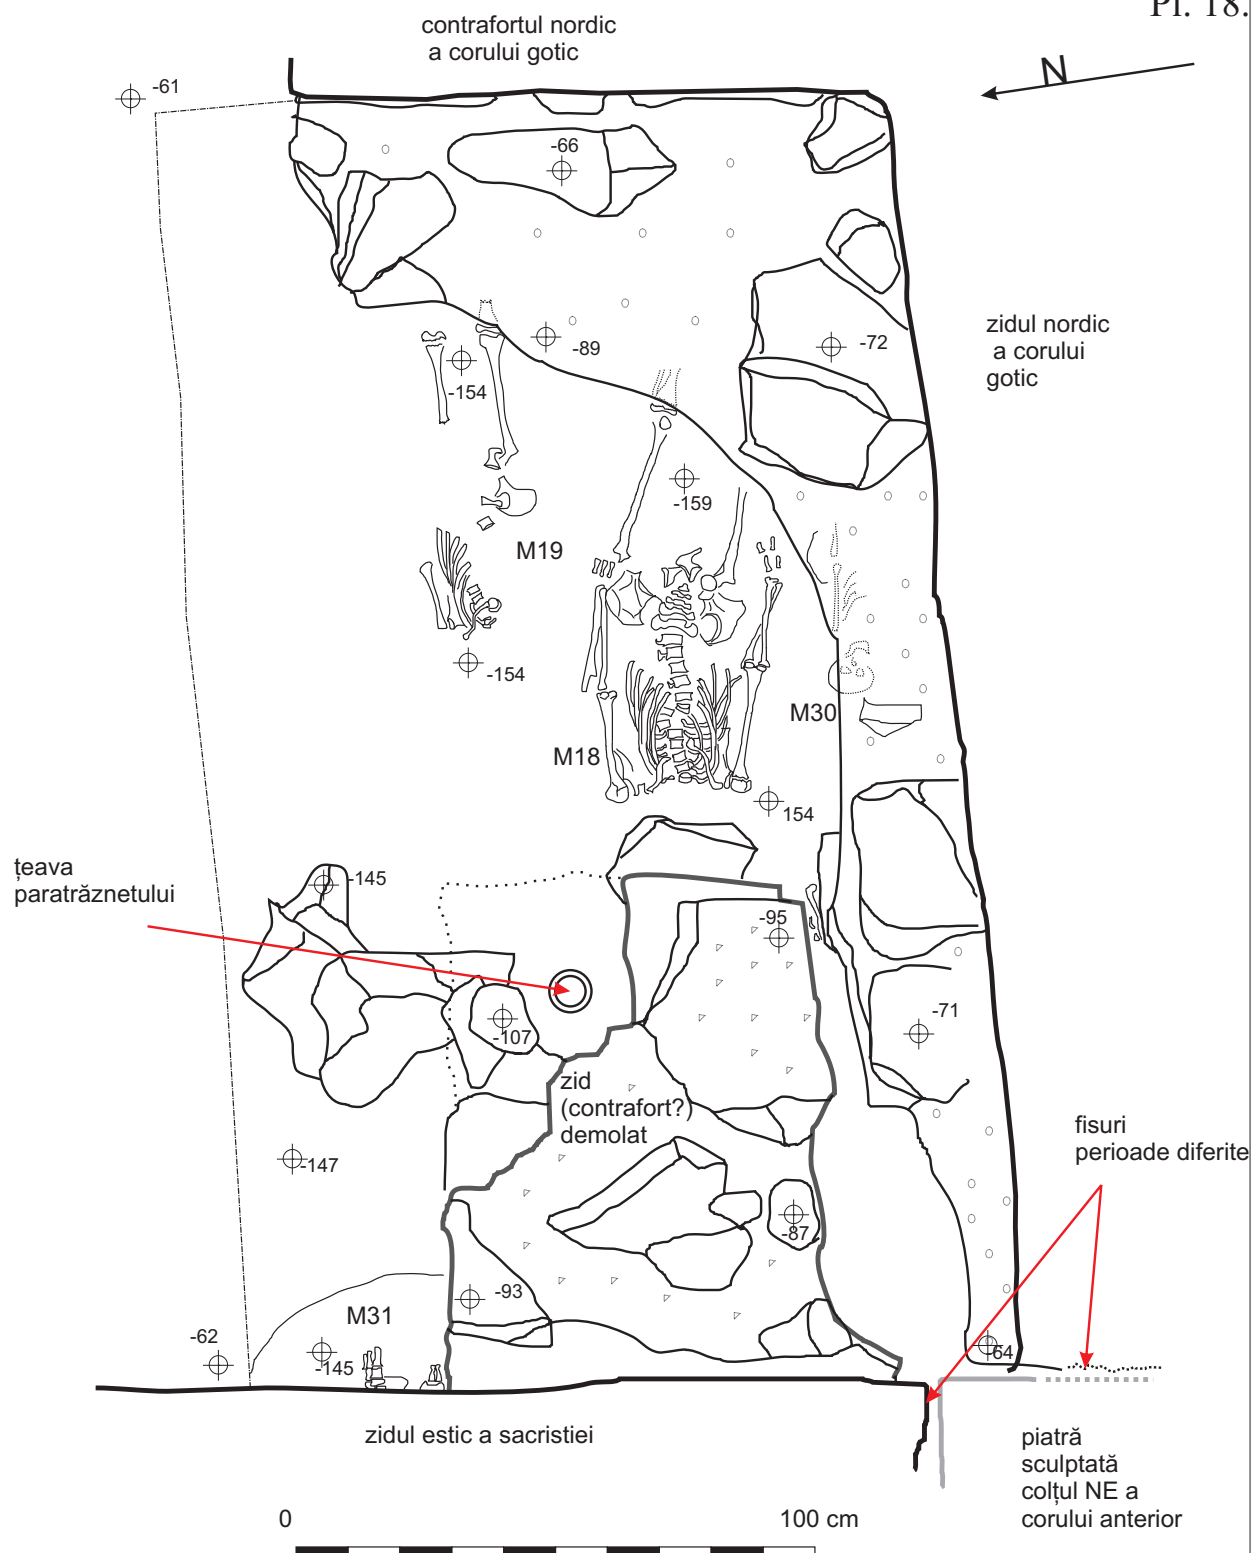 Pl. 18.
contrafortul nordic
a corului gotic
N
-61
-66
zidul nordic
a corului
gotic
-72
-89
-154
-159
M19
-154
M30
M18
154
țeava
paratrăznetului
-145
-95
-71
-107
zid
(contrafort?)
demolat
fisuri
perioade diferite
-147
-87
-93
M31
-62
-145
64
zidul estic a sacristiei
piatră
sculptată
colțul NE a
corului anterior
0
100 cm